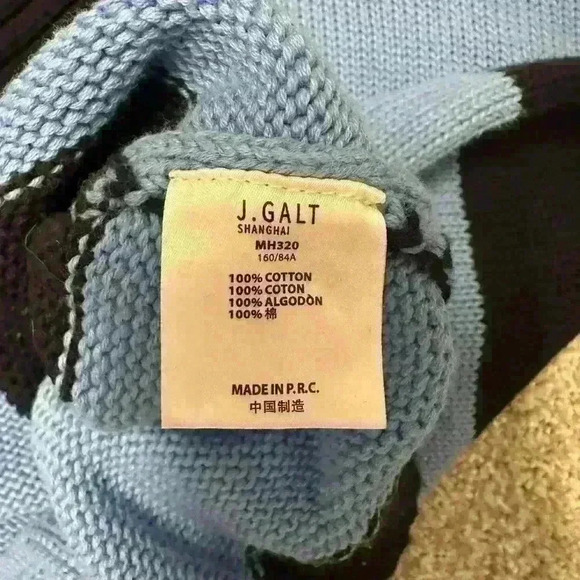 J.GALT
SHANGHAI
MH320
160/84A
100% COTTON
100% COTON
100% ALGODÒN
100% 棉
MADE IN P.R.C.
中国制造